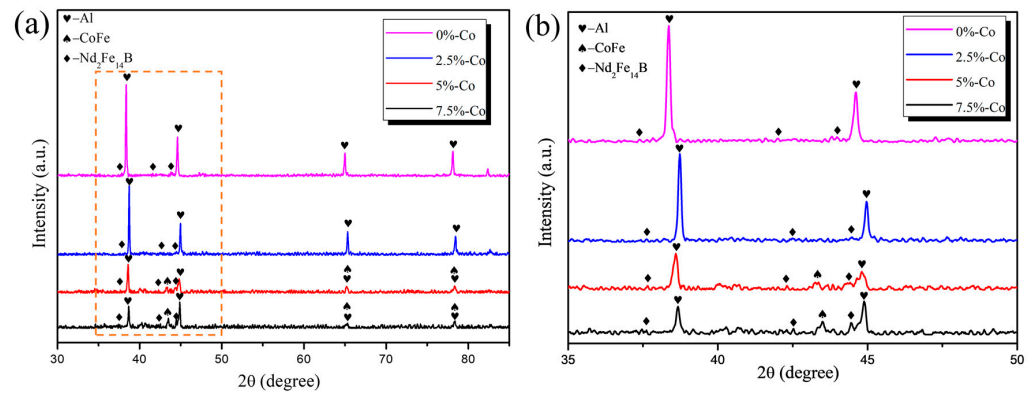 (a)
♥–Al
♠–CoFe
♦–Nd2Fe14B
0%-Co
2.5%-Co
5%-Co
7.5%-Co
Intensity (a.u.)
30 40 50 60 70 80
2θ (degree)
(b)
♥–Al
♠–CoFe
♦–Nd2Fe14B
0%-Co
2.5%-Co
5%-Co
7.5%-Co
Intensity (a.u.)
35 40 45 50
2θ (degree)